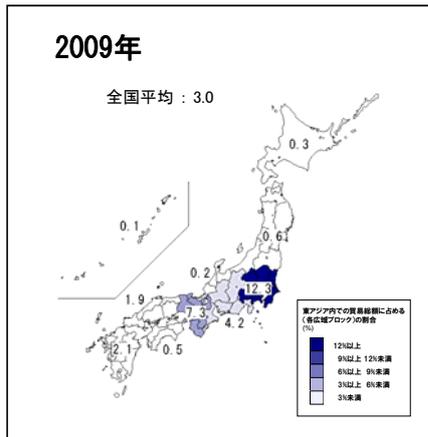 2009年
全国平均 : 3.0
0.3
0.1
0.6
0.2
12.3
1.9
7.3
4.2
2.1
0.5
東アジア内での貿易総額に占める
(各広域ブロック)の割合
(%)
12%以上
9%以上 12%未満
6%以上 9%未満
3%以上 6%未満
3%未満